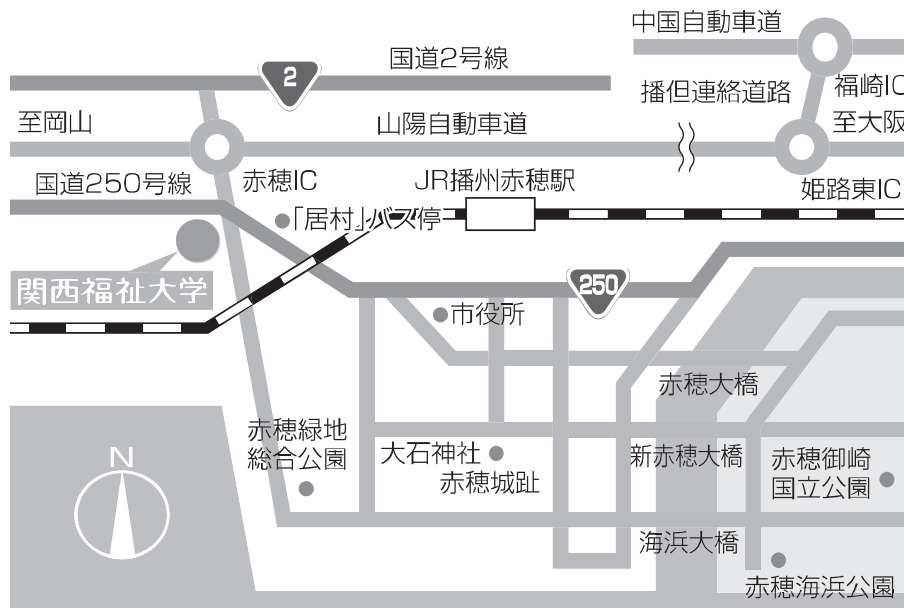 中国自動車道
国道2号線
2
播但連絡道路
福崎IC
至岡山
山陽自動車道
至大阪
国道250号線
赤穂IC
JR播州赤穂駅
姫路東IC
「居村」バス停
関西福祉大学
250
市役所
赤穂大橋
赤穂緑地
総合公園
大石神社
赤穂城趾
新赤穂大橋
赤穂御崎
国立公園
N
海浜大橋
赤穂海浜公園